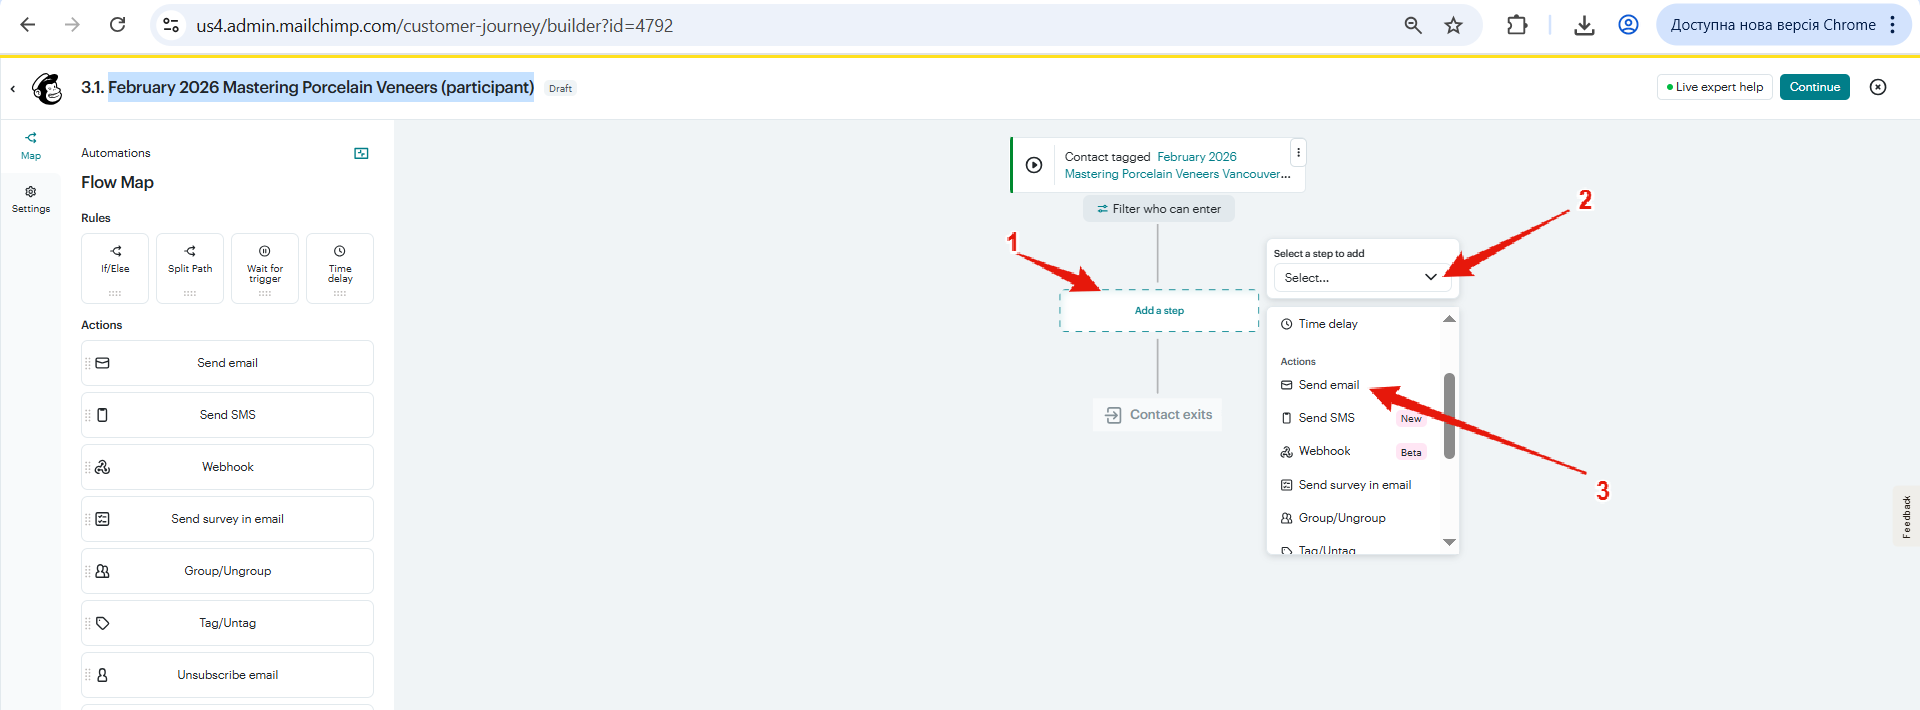 us4.admin.mailchimp.com/customer-journey/builder?id=4792
Доступна нова версія Chrome
3.1. February 2026 Mastering Porcelain Veneers (participant)
Draft
Live expert help
Continue
Map
Settings
Automations
Flow Map
Rules
If/Else
Split Path
Wait for
trigger
Time
delay
Actions
Send email
Send SMS
Webhook
Send survey in email
Group/Ungroup
Tag/Untag
Unsubscribe email
Contact tagged February 2026
Mastering Porcelain Veneers Vancouver...
Filter who can enter
1
2
Add a step
Contact exits
Select a step to add
Select...
Time delay
Actions
Send email
Send SMS New
Webhook Beta
Send survey in email
Group/Ungroup
Tag/Untag
3
Feedback